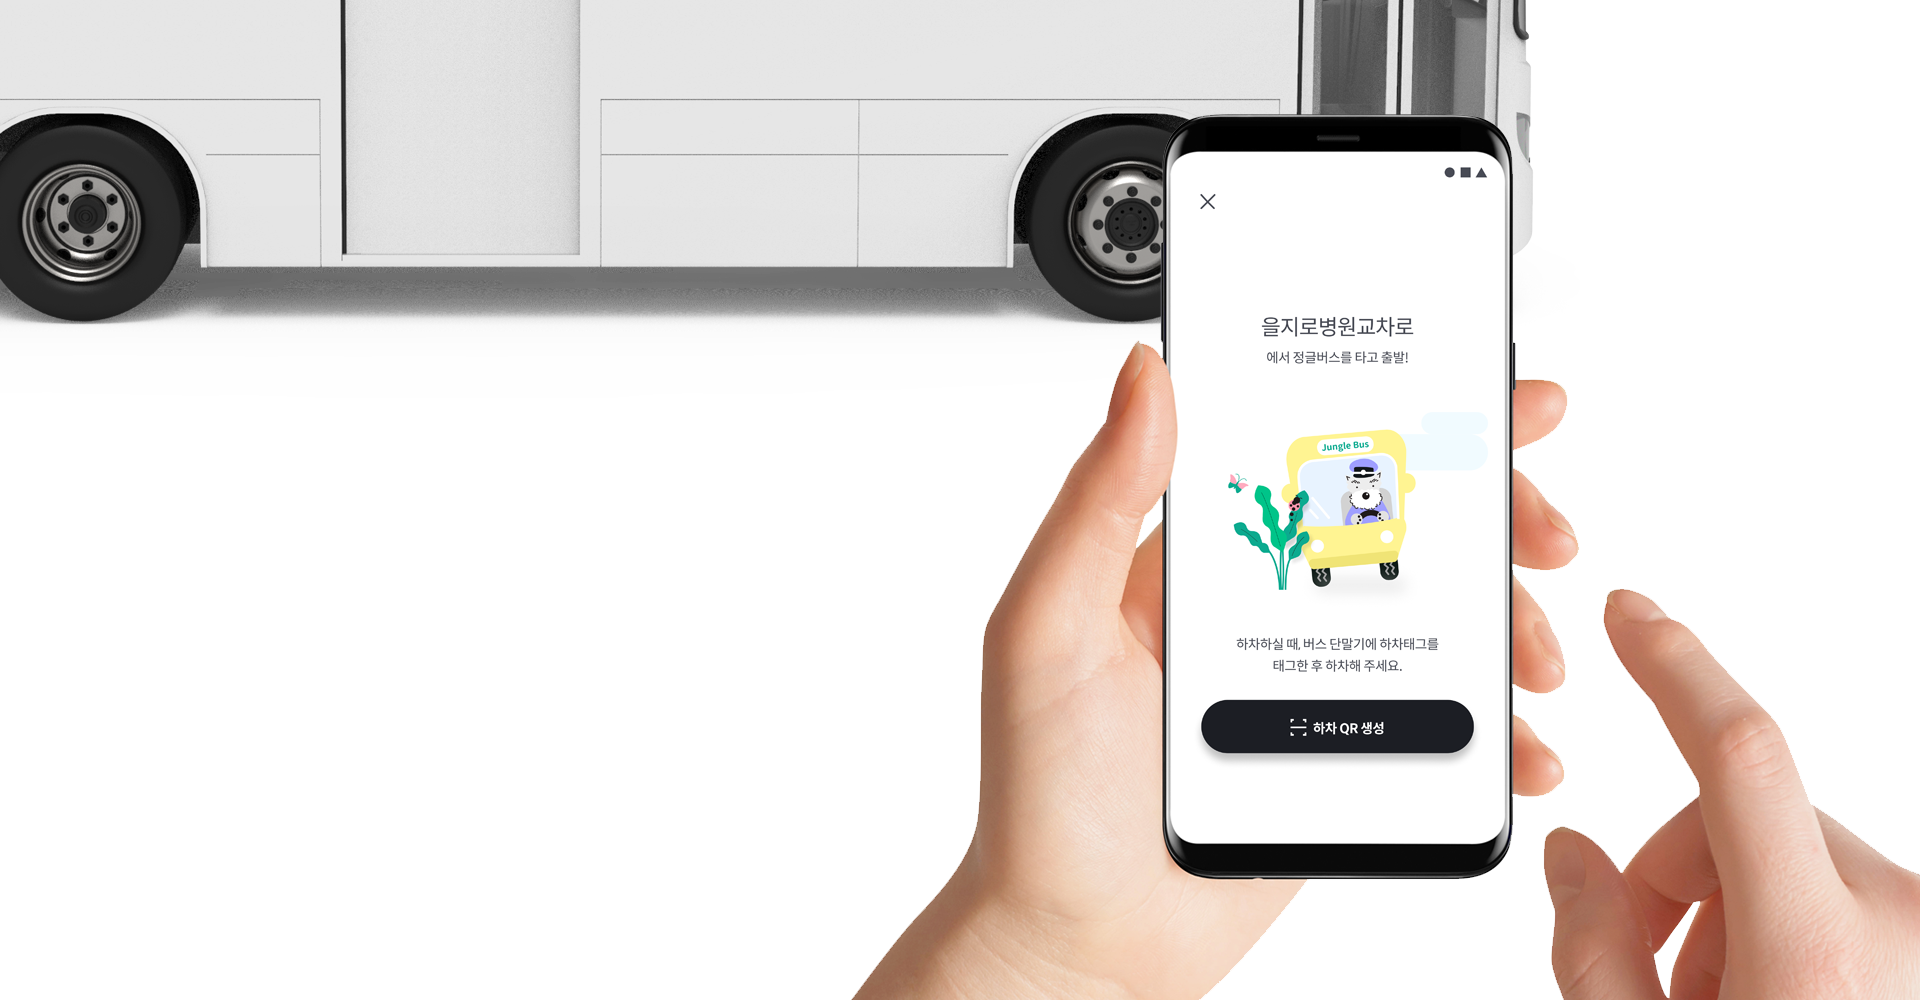 을지로병원교차로
에서 정글버스를 타고 출발!
Jungle Bus
하차하실 때, 버스 단말기에 하차태그를
태그한 후 하차해 주세요.
하차 QR 생성